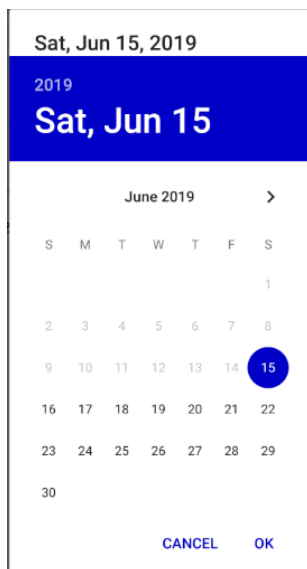 Sat, Jun 15, 2019
2019
Sat, Jun 15
June 2019
S M T W T F S
1
2 3 4 5 6 7 8
9 10 11 12 13 14 15
16 17 18 19 20 21 22
23 24 25 26 27 28 29
30
CANCEL OK